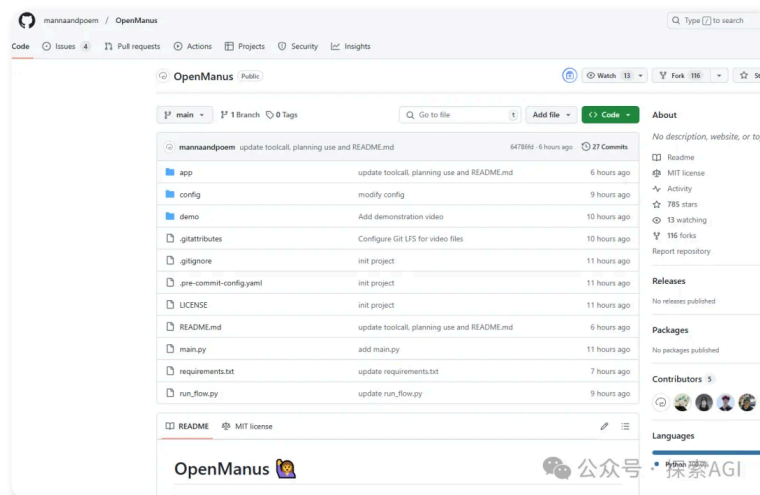 mannaandpoem / OpenManus
Type / to search
Code Issues 4 Pull requests Actions Projects Security Insights
OpenManus Public
Watch 13 Fork 116
main 1 Branch 0 Tags Go to file t Add file Code
mannaandpoem update toolcall, planning use and README.md 64786fd · 6 hours ago 27 Commits
app update toolcall, planning use and README.md 6 hours ago
config modify config 9 hours ago
demo Add demonstration video 10 hours ago
.gitattributes Configure Git LFS for video files 10 hours ago
.gitignore init project 11 hours ago
.pre-commit-config.yaml init project 11 hours ago
LICENSE init project 11 hours ago
README.md update toolcall, planning use and README.md 6 hours ago
main.py add main.py 11 hours ago
requirements.txt update requirements.txt 7 hours ago
run_flow.py update run_flow.py 9 hours ago
README MIT license
OpenManus
About
No description, website, or
Readme
MIT license
Activity
785 stars
13 watching
116 forks
Report repository
Releases
No releases published
Packages
No packages published
Contributors 5
Languages
Python
公众号 · 探索AGI